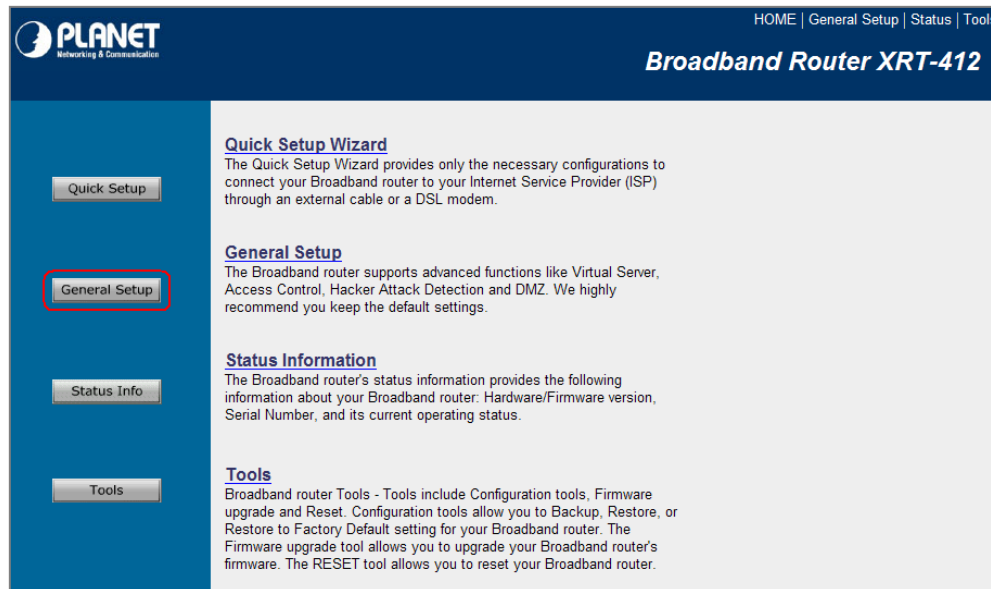 PLANET
Networking & Communication
HOME | General Setup | Status | Tools
Broadband Router XRT-412
Quick Setup
Quick Setup Wizard
The Quick Setup Wizard provides only the necessary configurations to
connect your Broadband router to your Internet Service Provider (ISP)
through an external cable or a DSL modem.
General Setup
General Setup
The Broadband router supports advanced functions like Virtual Server,
Access Control, Hacker Attack Detection and DMZ. We highly
recommend you keep the default settings.
Status Info
Status Information
The Broadband router's status information provides the following
information about your Broadband router: Hardware/Firmware version,
Serial Number, and its current operating status.
Tools
Tools
Broadband router Tools - Tools include Configuration tools, Firmware
upgrade and Reset. Configuration tools allow you to Backup, Restore, or
Restore to Factory Default setting for your Broadband router. The
Firmware upgrade tool allows you to upgrade your Broadband router's
firmware. The RESET tool allows you to reset your Broadband router.